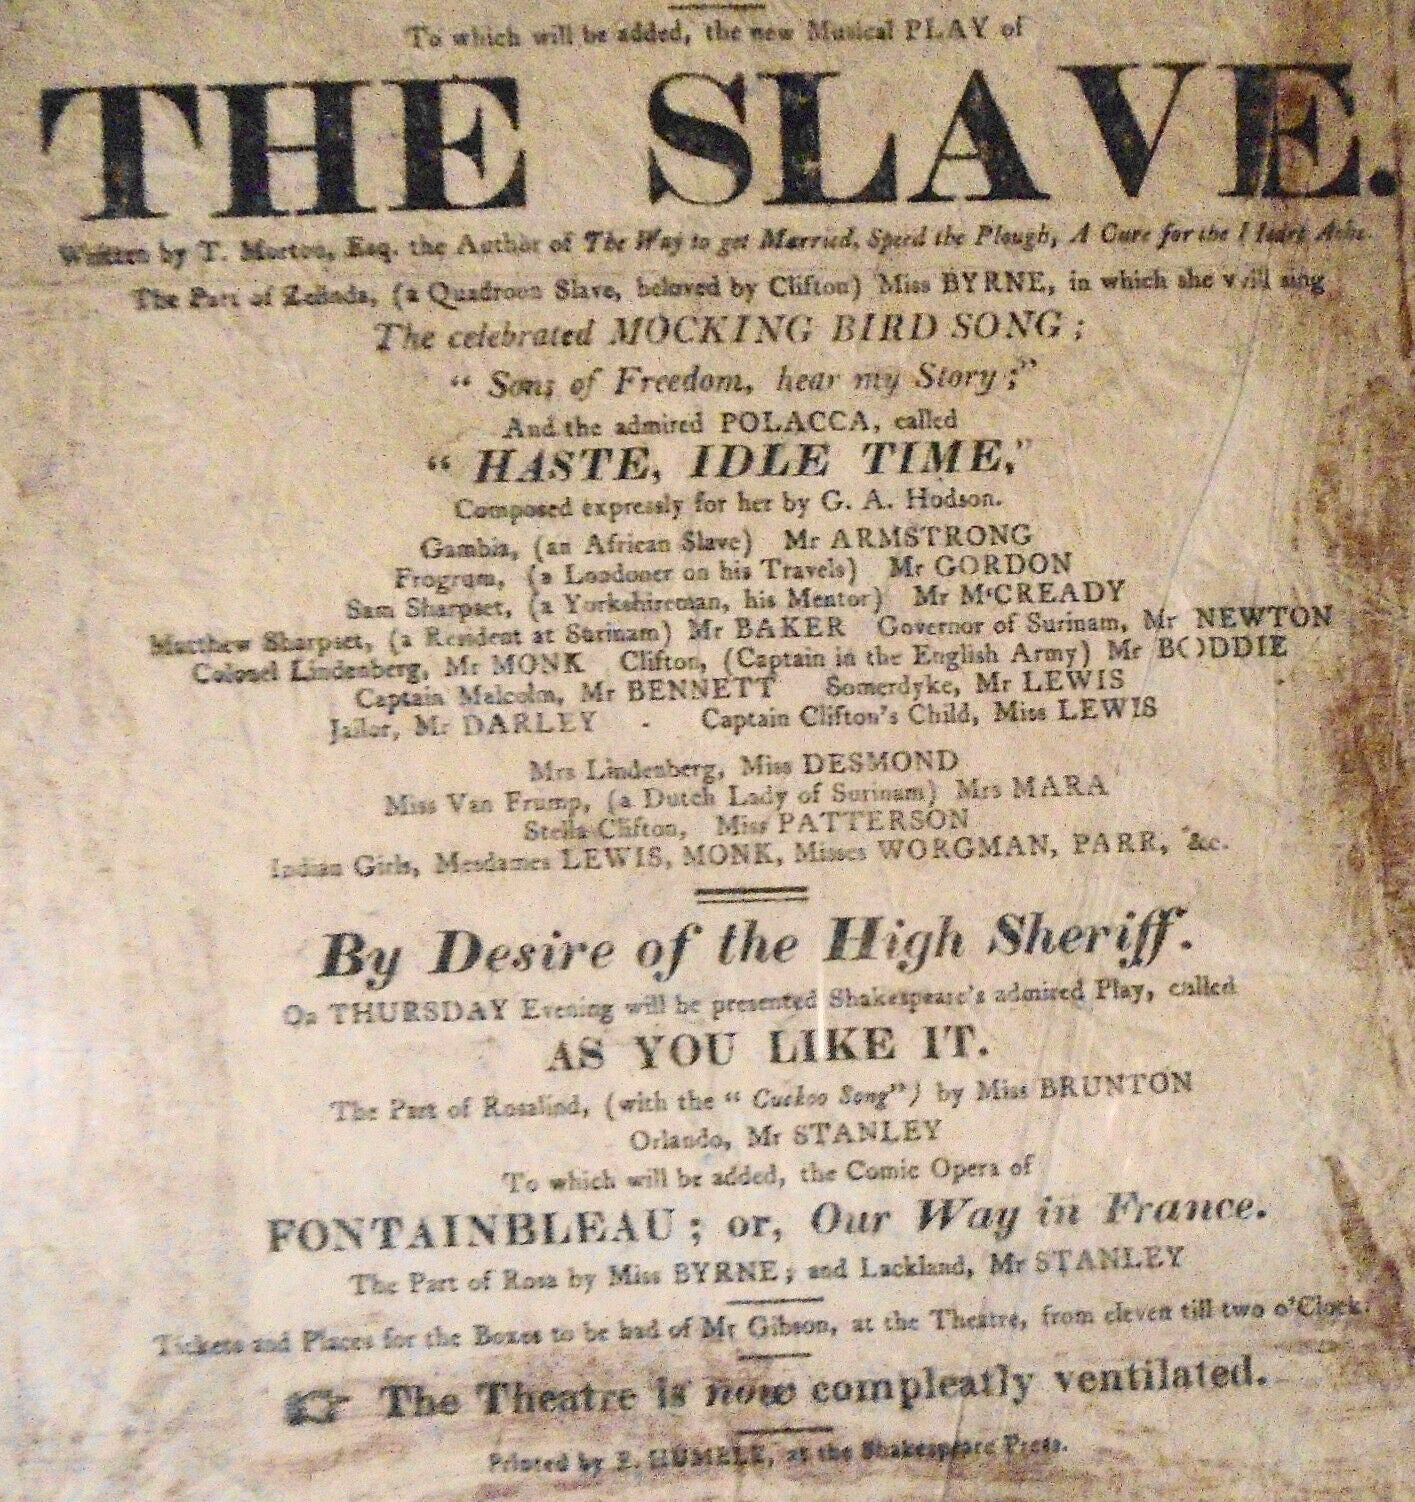 To which will be added, the new Musical PLAY of
THE SLAVE.
Written by T. Morton, Esq. the Author of The Way to get Married, Speed the Plough, A Cure for the Heart Ache.
The Part of Zelinda, (a Quadroon Slave, beloved by Clifton) Miss BYRNE, in which she will sing
The celebrated MOCKING BIRD SONG;
“ Sons of Freedom, hear my Story;”
And the admired POLACCA, called
“ HASTE, IDLE TIME,”
Composed expressly for her by G. A. Hodson.
Gambia, (an African Slave) Mr ARMSTRONG
Frogrum, (a Londoner on his Travels) Mr GORDON
Sam Sharpset, (a Yorkshireman, his Mentor) Mr M‘CREADY
Matthew Sharpset, (a Resident at Surinam) Mr BAKER Governor of Surinam, Mr NEWTON
Colonel Lindenberg, Mr MONK Clifton, (Captain in the English Army) Mr BODDIE
Captain Malcolm, Mr BENNETT Somerdyke, Mr LEWIS
Jailor, Mr DARLEY - Captain Clifton's Child, Miss LEWIS
Mrs Lindenberg, Miss DESMOND
Miss Van Frump, (a Dutch Lady of Surinam) Mrs MARA
Stella Clifton, Miss PATTERSON
Indian Girls, Mesdames LEWIS, MONK, Misses WORGMAN, PARR, &c.
By Desire of the High Sheriff.
On THURSDAY Evening will be presented Shakespeare's admired Play, called
AS YOU LIKE IT.
The Part of Rosalind, (with the “ Cuckoo Song”) by Miss BRUNTON
Orlando, Mr STANLEY
To which will be added, the Comic Opera of
FONTAINBLEAU; or, Our Way in France.
The Part of Rosa by Miss BYRNE; and Lackland, Mr STANLEY
Tickets and Places for the Boxes to be had of Mr Gibson, at the Theatre, from eleven till two o'Clock.
☞ The Theatre is now compleatly ventilated.
Printed by E. HUMBLE, at the Shakespeare Press.